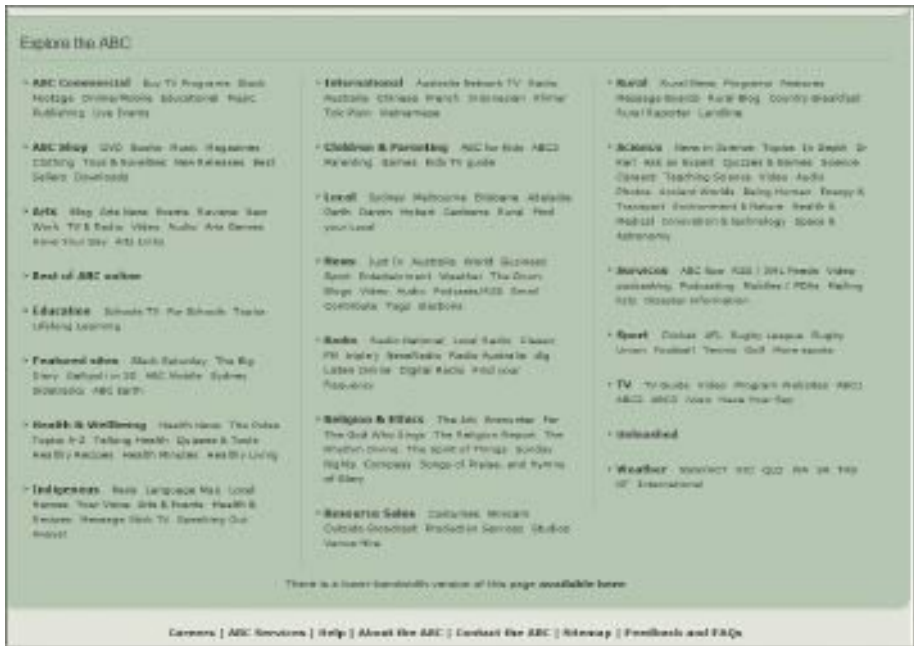 Explore the ABC
ABC Commercial Buy TV Programs Stock
Footage Educational Music
Publishing Live Events
ABC Shop DVD Books Music Magazines
Clothing Toys & Novelties New Releases Best
Sellers Downloads
Arts Blog Arts News Events Reviews
Work TV & Radio Video Audio Arts Games
Have Your Say Arts Links
Best of ABC online
Education Schools TV For Schools Topics
Lifelong Learning
Featured sites Black Saturday The Big
Diary Gallipoli in 3D ABC Mobile Sydney
Sidetracks ABC Earth
Health & Wellbeing Health News The Pulse
Topics A-Z Talking Health Quizzes & Tools
Healthy Recipes Health Minutes Healthy Living
Indigenous News Language Map Local
Heroes Your Voice Arts & Events Health &
Recipes Message Stick TV Speaking Out
Awaye!
International Australia Network TV Radio
Australia Chinese French Indonesian Khmer
Tok Pisin Vietnamese
Children & Parenting ABC for Kids ABC3
Parenting Games Kids TV guide
Local Sydney Melbourne Brisbane Adelaide
Perth Darwin Hobart Canberra Rural Find
your Local
News Just In Australia World Business
Sport Entertainment Weather The Drum
Blogs Video Audio Podcasts/RSS Email
Contribute Tags Elections
Radio Radio National Local Radio Classic
FM triple j NewsRadio Radio Australia dig
Listen Online Digital Radio Find your
frequency
Religion & Ethics The Ark Encounter For
The God Who Sings The Religion Report The
Rhythm Divine The Spirit of Things Sunday
Nights Compass Songs of Praise and Hymns
of Glory
Resource Sales Costumes
Outside Broadcast Production Services Studios
Venue Hire
Rural Rural News Programs Features
Message Boards Rural Blog Country Breakfast
Rural Reporter Landline
Science News in Science Topics In Depth Dr
Karl Ask an Expert Quizzes & Games Science
Careers Teaching Science Video Audio
Photos Ancient Worlds Being Human Energy &
Transport Environment & Nature Health &
Medical Innovation & Technology Space &
Astronomy
Services ABC Now RSS / XML Feeds Video
podcasting Podcasting Mobiles / PDAs Mailing
lists Disaster Information
Sport Cricket AFL Rugby League Rugby
Union Football Tennis Golf More sports
TV TV Guide Video Program Websites ABC1
ABC2 ABC3 iView Have Your Say
Unleashed
Weather NSW/ACT VIC QLD WA SA TAS
NT International
There is a lower-bandwidth version of this page available here
Careers | ABC Services | Help | About the ABC | Contact the ABC | Sitemap | Feedback and FAQs